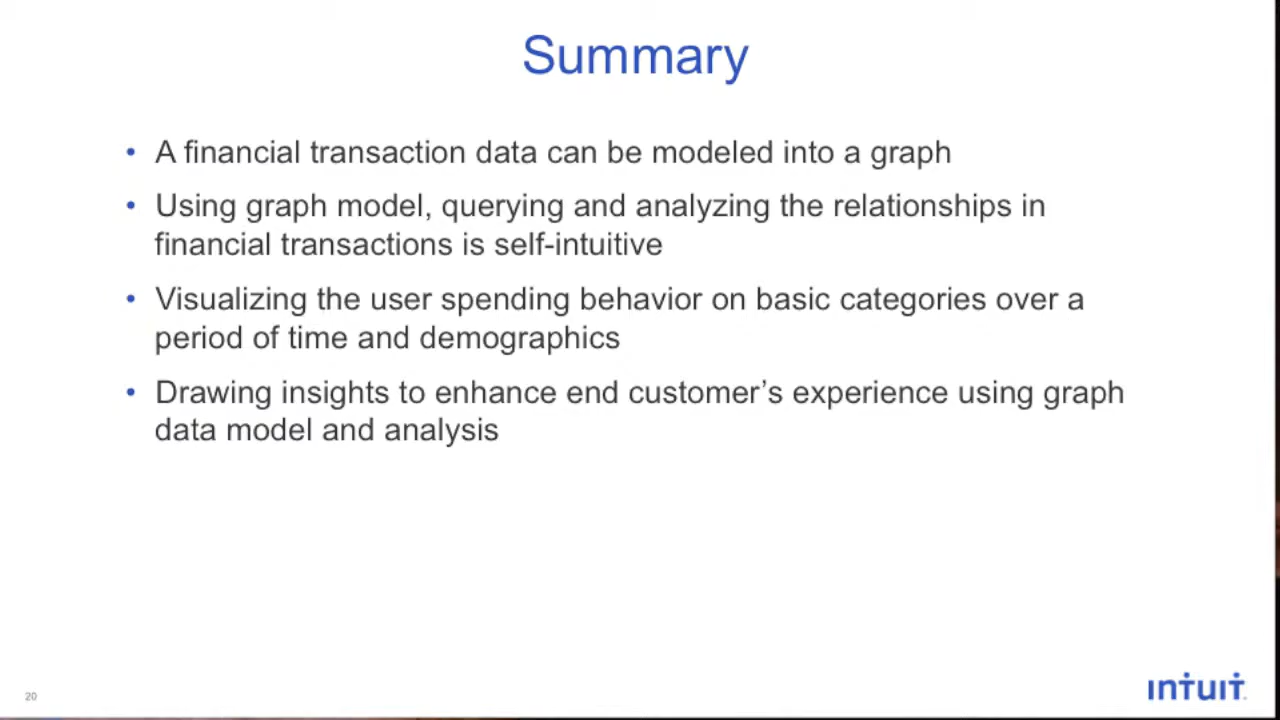 Summary
• A financial transaction data can be modeled into a graph
• Using graph model, querying and analyzing the relationships in
financial transactions is self-intuitive
• Visualizing the user spending behavior on basic categories over a
period of time and demographics
• Drawing insights to enhance end customer’s experience using graph
data model and analysis
20
intuit